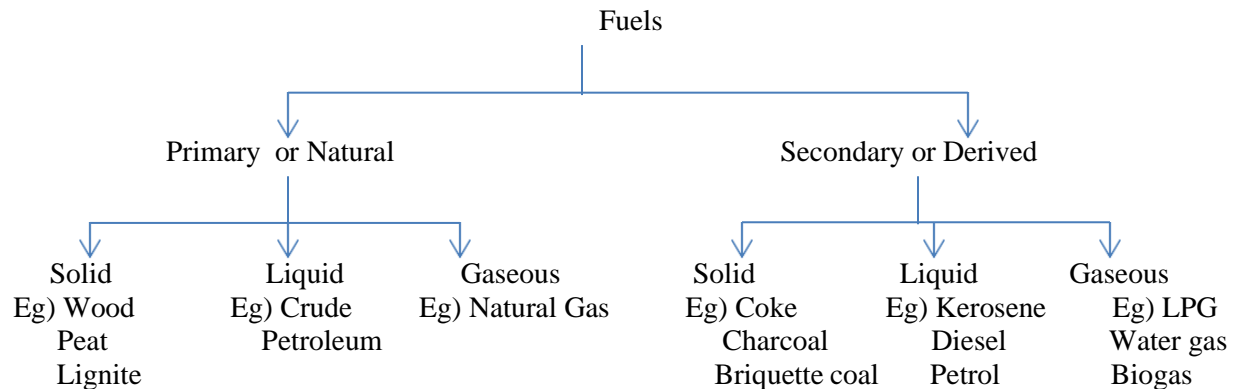 Fuels
Primary or Natural
Secondary or Derived
Solid
Eg) Wood
Peat
Lignite
Liquid
Eg) Crude
Petroleum
Gaseous
Eg) Natural Gas
Solid
Eg) Coke
Charcoal
Briquette coal
Liquid
Eg) Kerosene
Diesel
Petrol
Gaseous
Eg) LPG
Water gas
Biogas